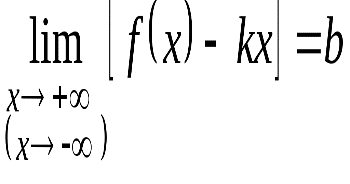 lim [ f(x) - kx] =b
x→ +∞
(x→ -∞)